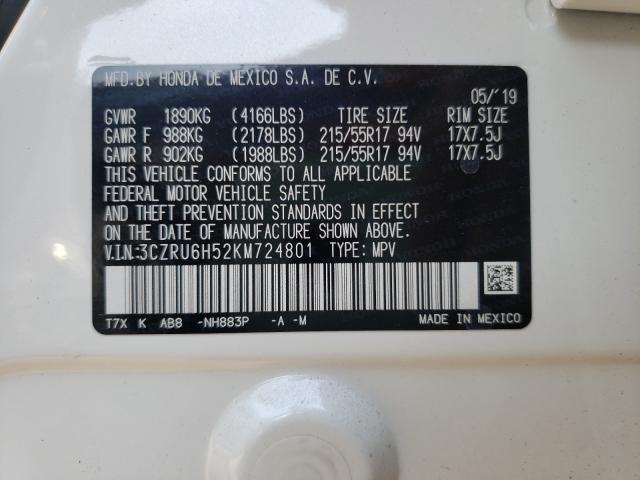 MFD.BY HONDA DE MEXICO S.A. DE C.V.
05/'19
GVWR 1890KG (4166LBS) TIRE SIZE RIM SIZE
GAWR F 988KG (2178LBS) 215/55R17 94V 17X7.5J
GAWR R 902KG (1988LBS) 215/55R17 94V 17X7.5J
THIS VEHICLE CONFORMS TO ALL APPLICABLE
FEDERAL MOTOR VEHICLE SAFETY
AND THEFT PREVENTION STANDARDS IN EFFECT
ON THE DATE OF MANUFACTURE SHOWN ABOVE.
V.I.N:3CZRU6H52KM724801 TYPE: MPV
T7X K AB8 -NH883P -A -M MADE IN MEXICO